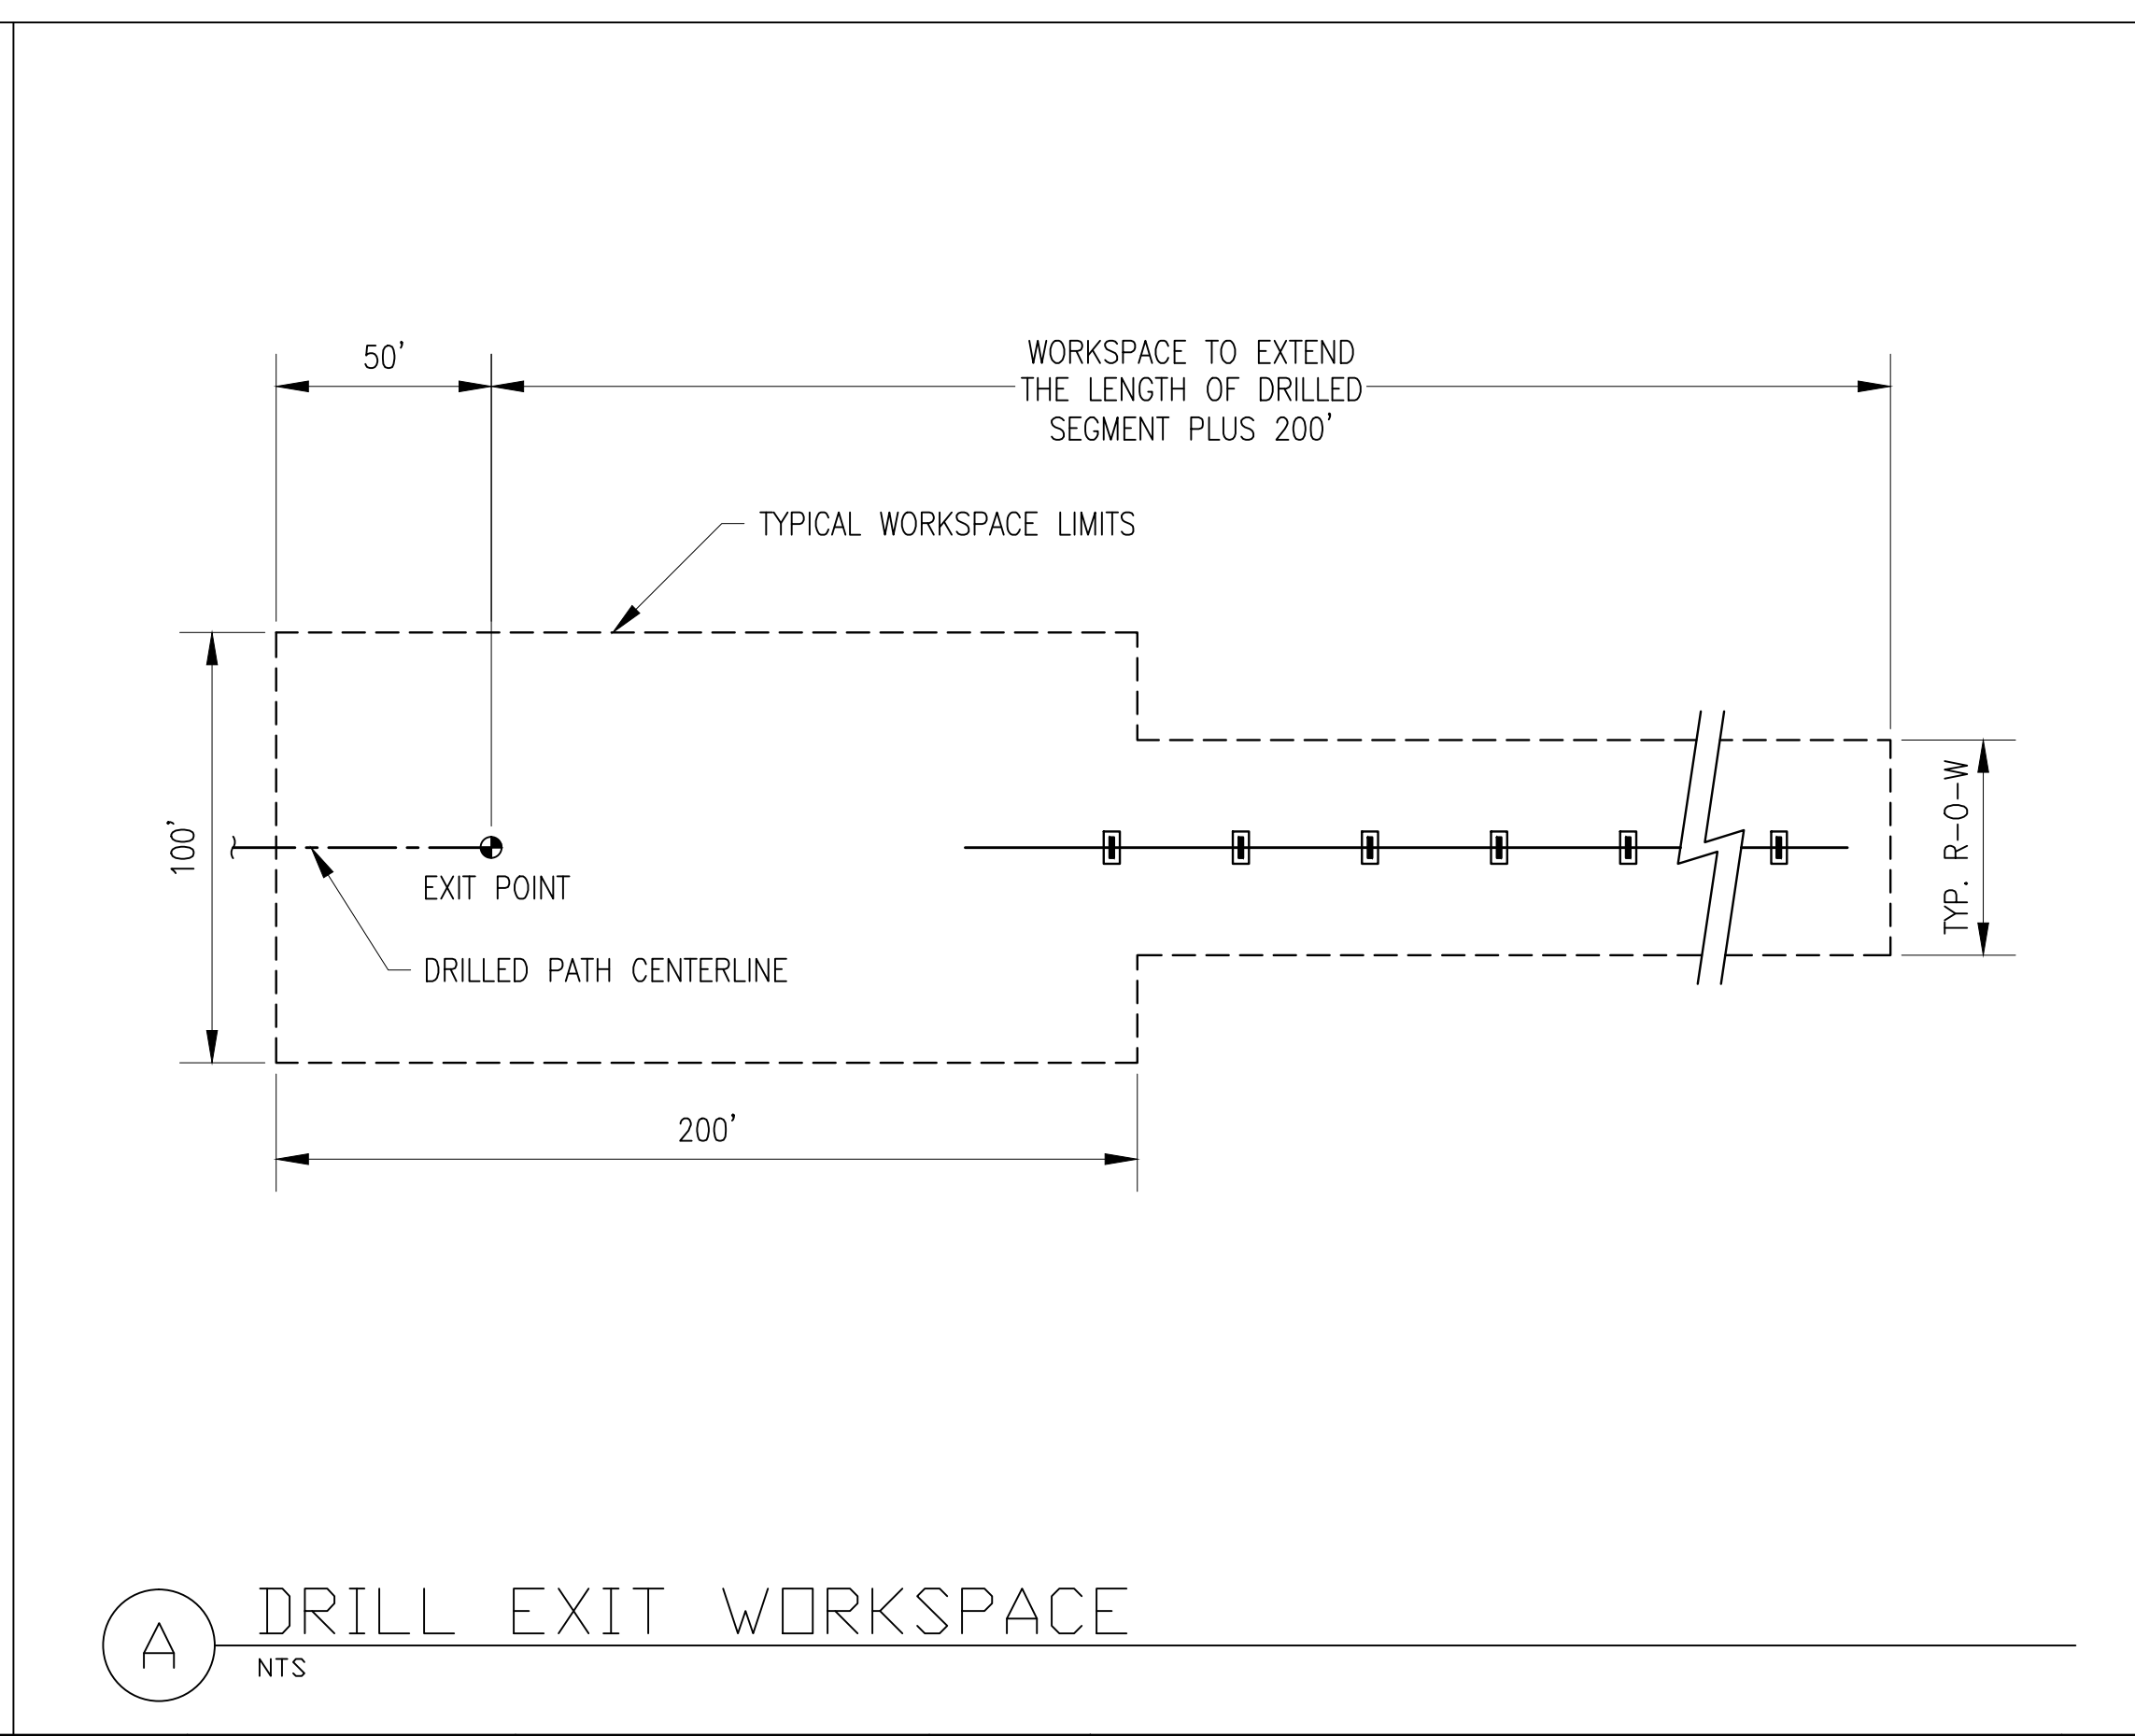 50'
WORKSPACE TO EXTEND
THE LENGTH OF DRILLED
SEGMENT PLUS 200'
TYPICAL WORKSPACE LIMITS
100'
EXIT POINT
DRILLED PATH CENTERLINE
TYP. R-O-W
200'
A
DRILL EXIT WORKSPACE
NTS